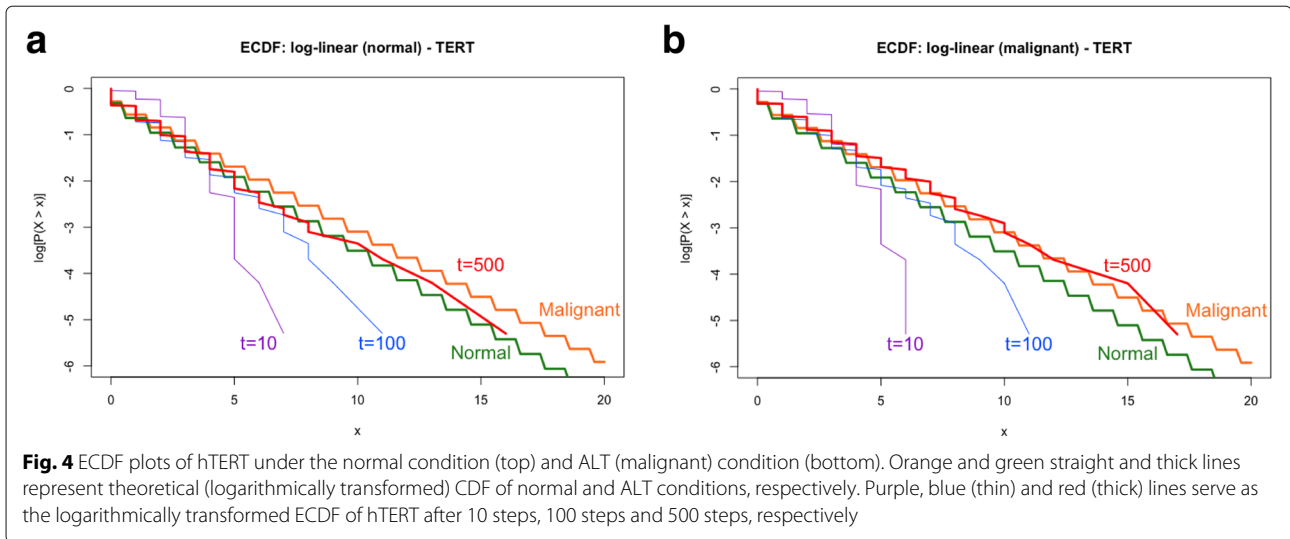 a
ECDF: log-linear (normal) - TERT
log[P(X > x)]
0
-1
-2
-3
-4
-5
-6
t=500
Malignant
t=10
t=100
Normal
0 5 10 15 20
x
b
ECDF: log-linear (malignant) - TERT
log[P(X > x)]
0
-1
-2
-3
-4
-5
-6
t=500
Malignant
t=10
t=100
Normal
0 5 10 15 20
x
Fig. 4 ECDF plots of hTERT under the normal condition (top) and ALT (malignant) condition (bottom). Orange and green straight and thick lines
represent theoretical (logarithmically transformed) CDF of normal and ALT conditions, respectively. Purple, blue (thin) and red (thick) lines serve as
the logarithmically transformed ECDF of hTERT after 10 steps, 100 steps and 500 steps, respectively